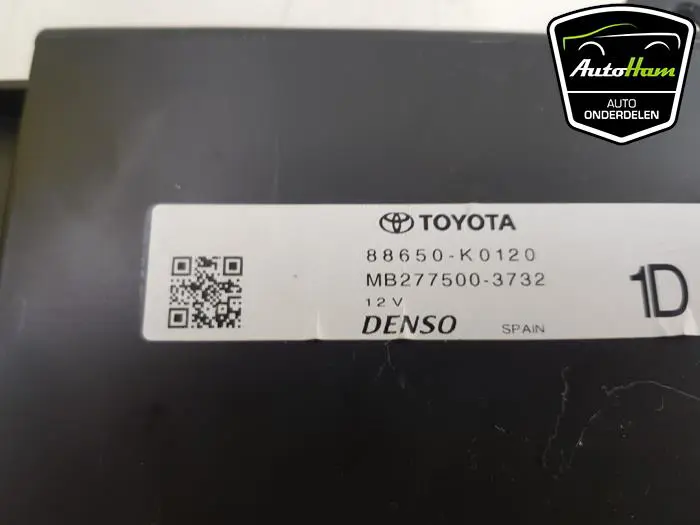 AutoHam
AUTO
ONDERDELEN
TOYOTA
88650-K0120
MB277500-3732
12V
DENSO
SPAIN
1D